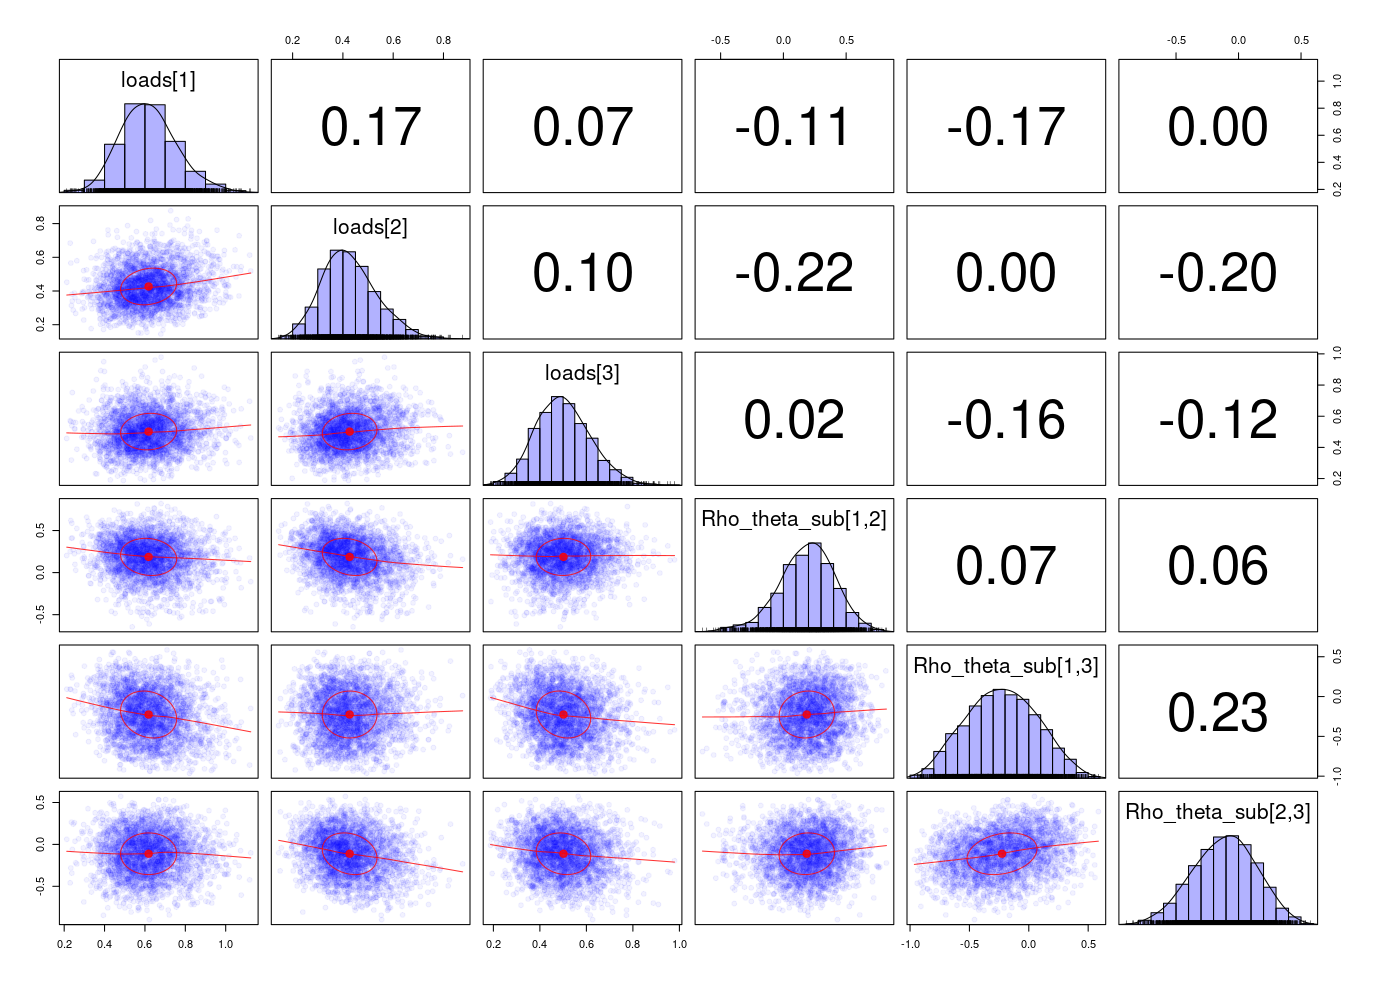 0.2 0.4 0.6 0.8 -0.5 0.0 0.5 -0.5 0.0 0.5
loads[1] 0.17 0.07 -0.11 -0.17 0.00
0.2 0.4 0.6 0.8 1.0
loads[2] 0.10 -0.22 0.00 -0.20
0.2 0.4 0.6 0.8
loads[3] 0.02 -0.16 -0.12
0.2 0.4 0.6 0.8 1.0
Rho_theta_sub[1,2] 0.07 0.06
-0.5 0.0 0.5
Rho_theta_sub[1,3] 0.23
-1.0 -0.5 0.0 0.5
Rho_theta_sub[2,3]
-0.5 0.0 0.5
0.2 0.4 0.6 0.8 1.0 0.2 0.4 0.6 0.8 1.0 -1.0 -0.5 0.0 0.5